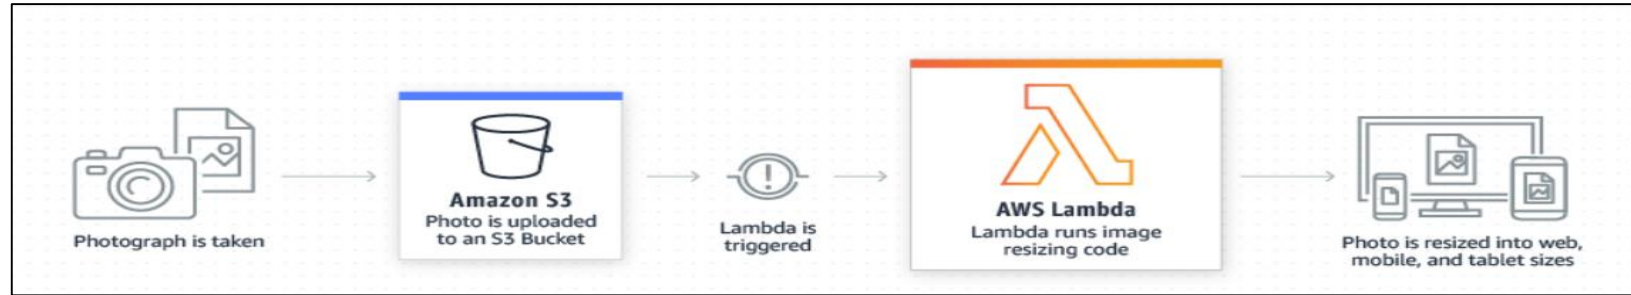 Photograph is taken
Amazon S3
Photo is uploaded
to an S3 Bucket
Lambda is
triggered
AWS Lambda
Lambda runs image
resizing code
Photo is resized into web,
mobile, and tablet sizes